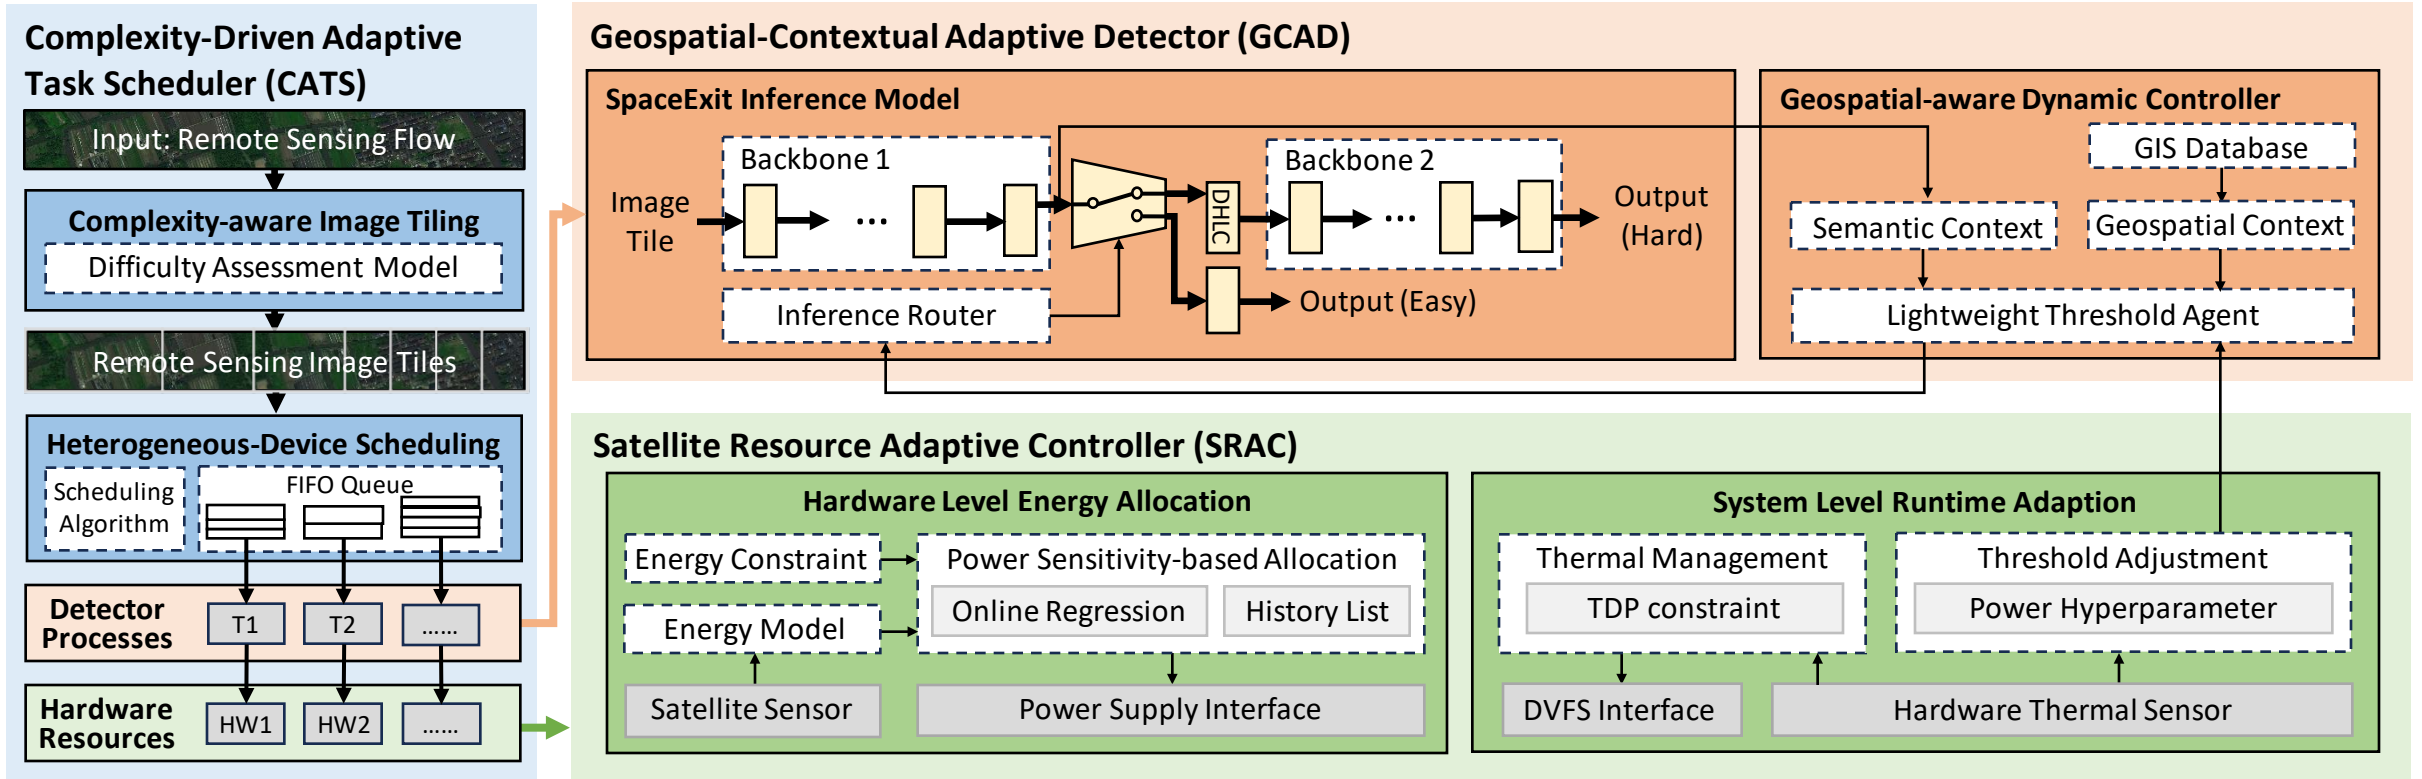 Complexity-Driven Adaptive
Task Scheduler (CATS)
Input: Remote Sensing Flow
Complexity-aware Image Tiling
Difficulty Assessment Model
Remote Sensing Image Tiles
Heterogeneous-Device Scheduling
Scheduling
Algorithm
FIFO Queue
Detector
Processes
T1
T2
......
Hardware
Resources
HW1
HW2
......
Geospatial-Contextual Adaptive Detector (GCAD)
SpaceExit Inference Model
Image
Tile
Backbone 1
...
DHLC
Backbone 2
...
Output
(Hard)
Inference Router
Output (Easy)
Geospatial-aware Dynamic Controller
GIS Database
Semantic Context
Geospatial Context
Lightweight Threshold Agent
Satellite Resource Adaptive Controller (SRAC)
Hardware Level Energy Allocation
Energy Constraint
Energy Model
Power Sensitivity-based Allocation
Online Regression
History List
Satellite Sensor
Power Supply Interface
System Level Runtime Adaption
Thermal Management
TDP constraint
Threshold Adjustment
Power Hyperparameter
DVFS Interface
Hardware Thermal Sensor